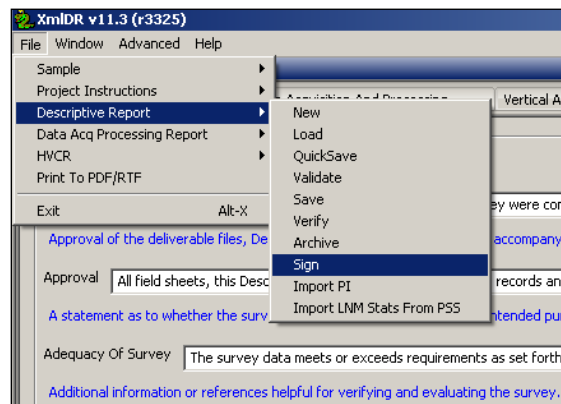 XmlDR v11.3 (r3325)
File Window Advanced Help
Sample
Project Instructions
Descriptive Report
Data Acq Processing Report
HVCR
Print To PDF/RTF
Exit Alt-X
New
Load
QuickSave
Validate
Save
Verify
Archive
Sign
Import PI
Import LNM Stats From PSS
Vertical A
ey were con
Approval of the deliverable files, De
accompany
Approval All field sheets, this Desc
records an
A statement as to whether the surv
ntended pu
Adequacy Of Survey The survey data meets or exceeds requirements as set forth
Additional information or references helpful for verifying and evaluating the survey.